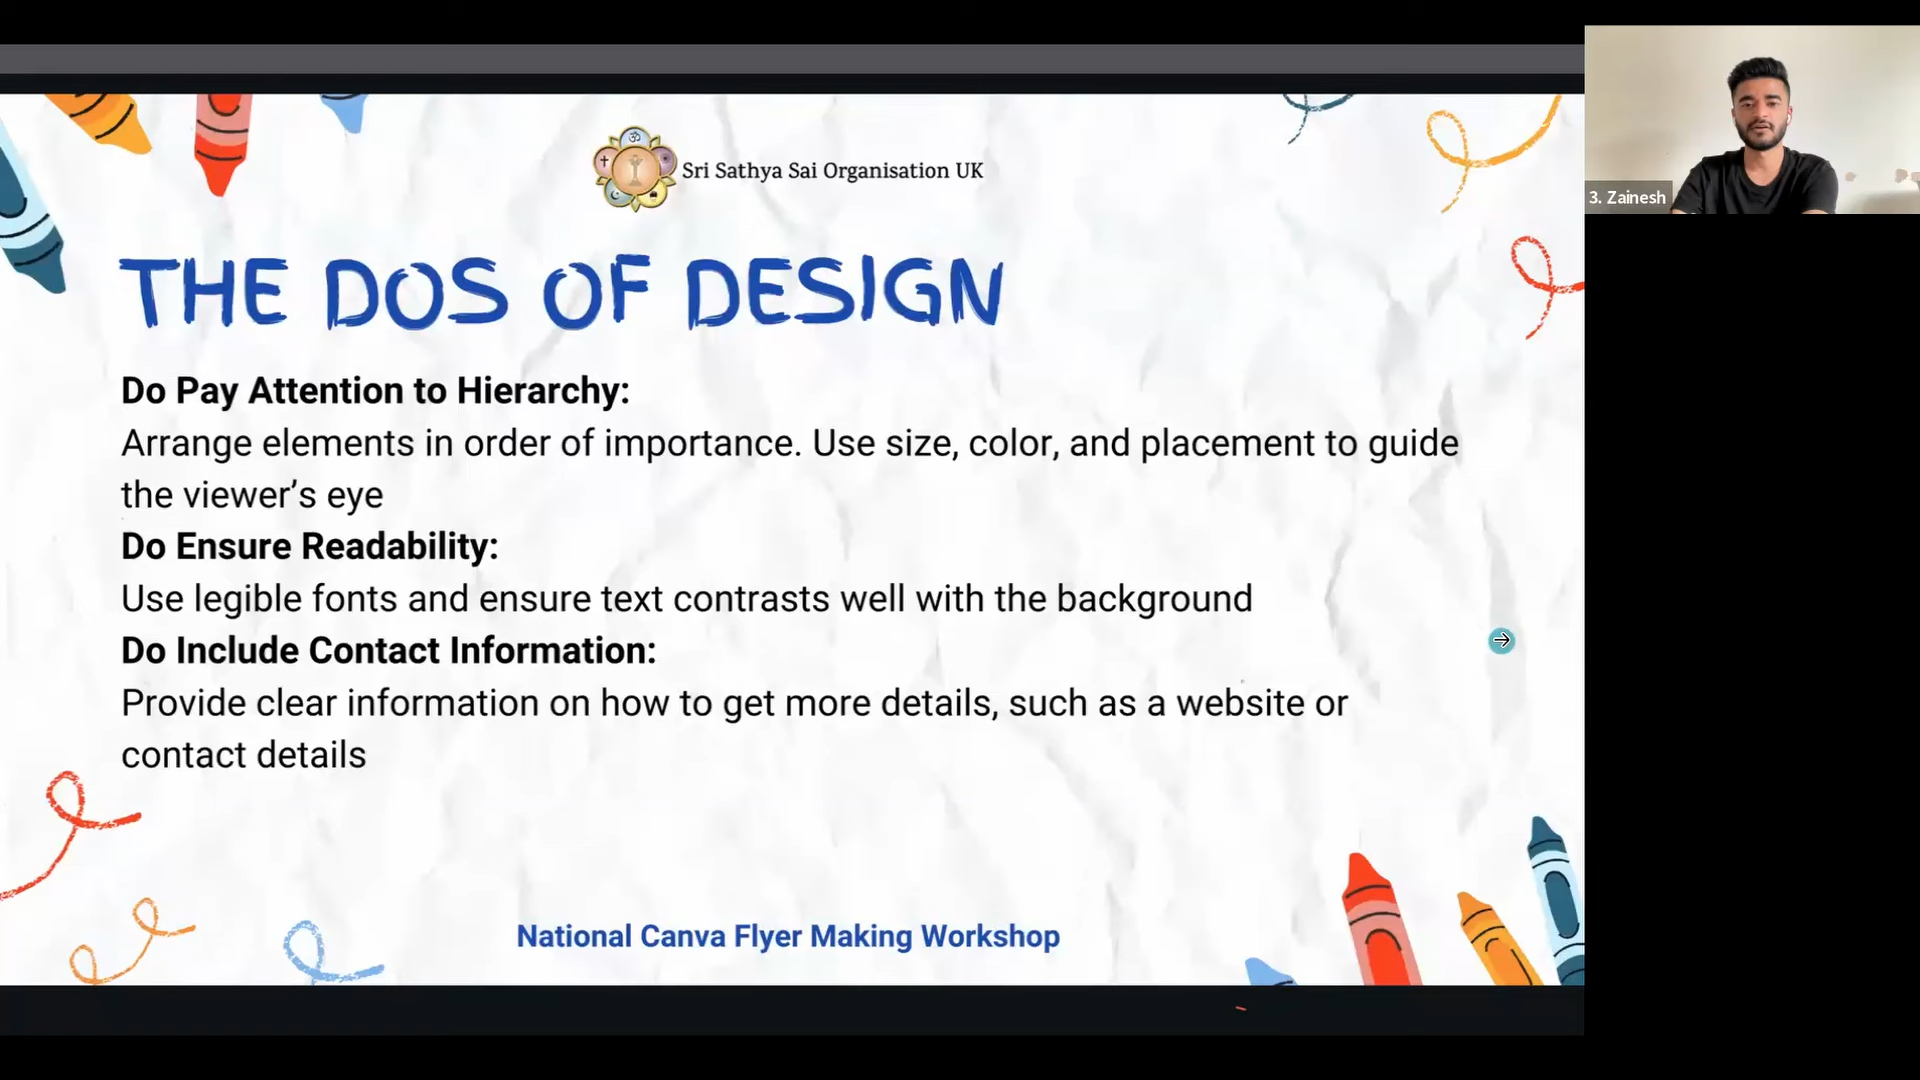 Sri Sathya Sai Organisation UK
3. Zainesh
THE DOS OF DESIGN
Do Pay Attention to Hierarchy:
Arrange elements in order of importance. Use size, color, and placement to guide
the viewer’s eye
Do Ensure Readability:
Use legible fonts and ensure text contrasts well with the background
Do Include Contact Information:
Provide clear information on how to get more details, such as a website or
contact details
National Canva Flyer Making Workshop